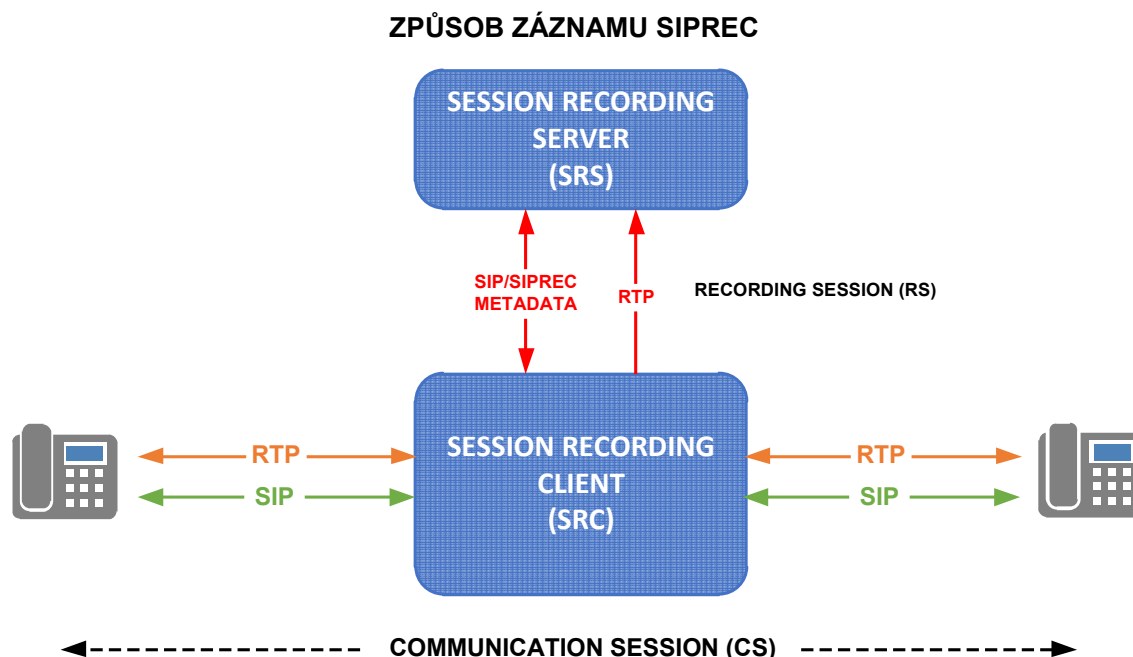 ZPŮSOB ZÁZNAMU SIPREC
SESSION RECORDING
SERVER
(SRS)
SIP/SIPREC
METADATA
RTP
RECORDING SESSION (RS)
SESSION RECORDING
CLIENT
(SRC)
RTP
SIP
RTP
SIP
COMMUNICATION SESSION (CS)